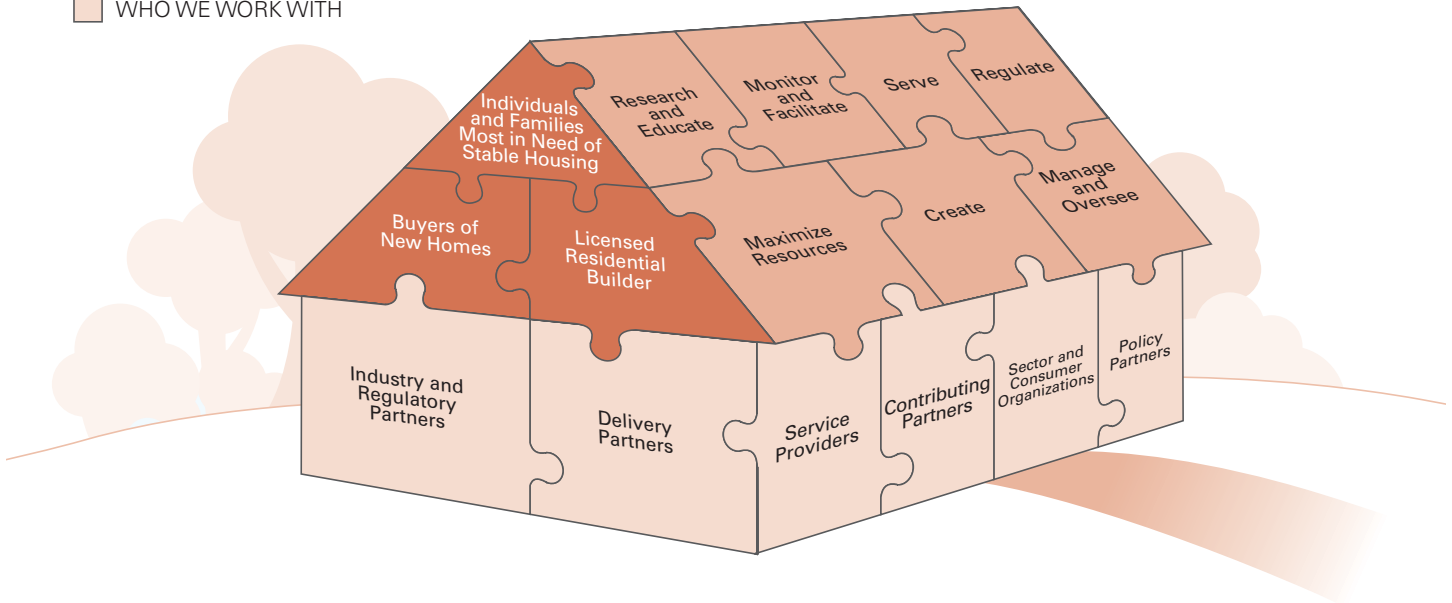 WHO WE WORK WITH
Individuals
and Families
Most in Need of
Stable Housing
Research
and
Educate
Monitor
and
Facilitate
Serve
Regulate
Buyers of
New Homes
Licensed
Residential
Builder
Maximize
Resources
Create
Manage
and
Oversee
Industry and
Regulatory
Partners
Delivery
Partners
Service
Providers
Contributing
Partners
Sector and
Consumer
Organizations
Policy
Partners